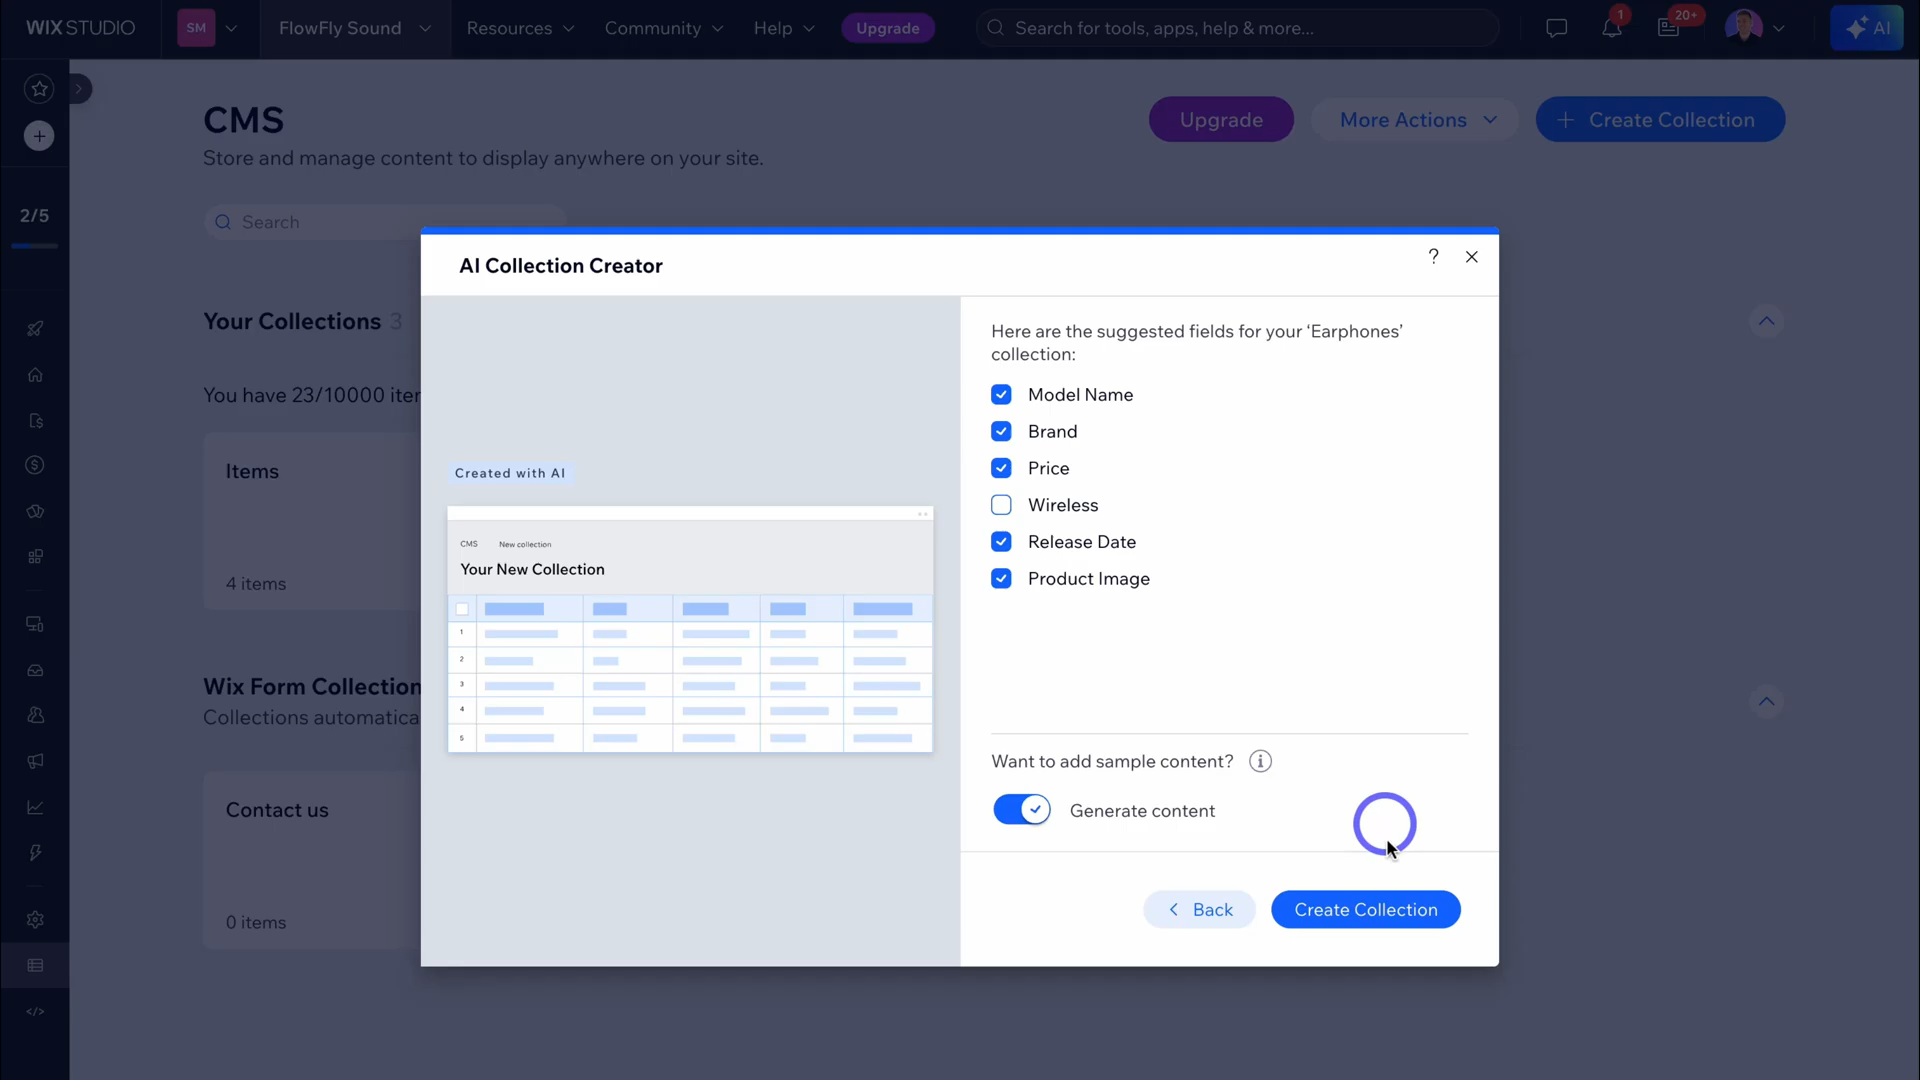 WIX STUDIO
SM
FlowFly Sound
Resources
Community
Help
Upgrade
Search for tools, apps, help & more...
1
20+
AI
CMS
Store and manage content to display anywhere on your site.
Upgrade
More Actions
+ Create Collection
2/5
Search
AI Collection Creator
?
Your Collections 3
You have 23/10000
Items
4 items
Wix Form Collection
Collections automatica
Contact us
0 items
Created with AI
CMS
New collection
Your New Collection
1
2
3
4
5
Here are the suggested fields for your ‘Earphones’
collection:
Model Name
Brand
Price
Wireless
Release Date
Product Image
Want to add sample content?
Generate content
Back
Create Collection